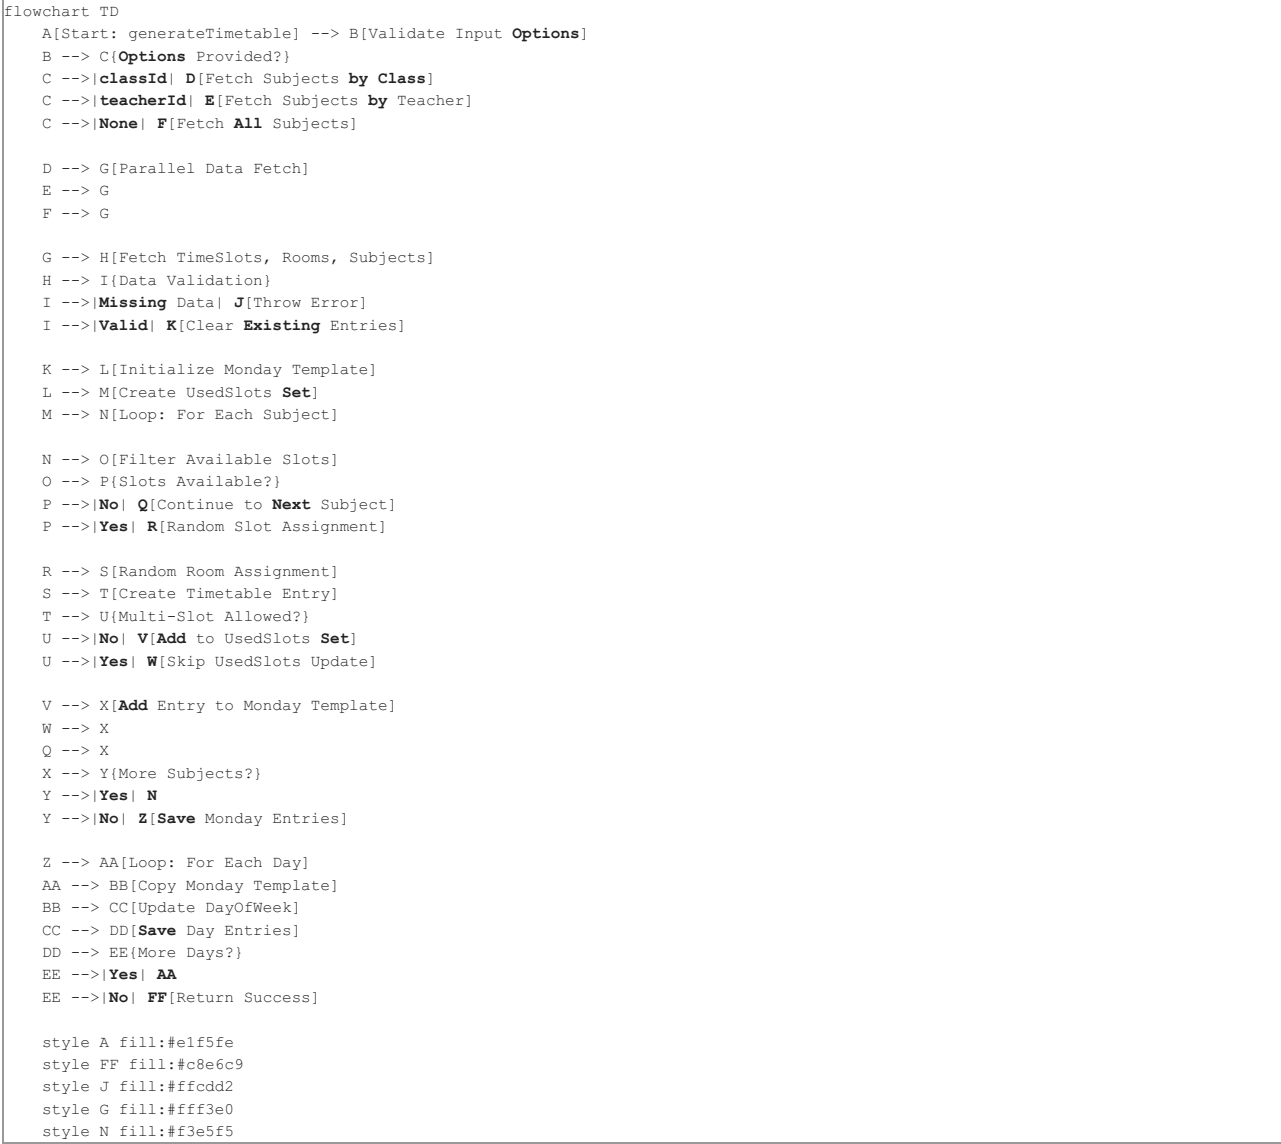 flowchart TD
A[Start: generateTimetable] --> B[Validate Input Options]
B --> C{Options Provided?}
C -->|classId| D[Fetch Subjects by Class]
C -->|teacherId| E[Fetch Subjects by Teacher]
C -->|None| F[Fetch All Subjects]
D --> G[Parallel Data Fetch]
E --> G
F --> G
G --> H[Fetch TimeSlots, Rooms, Subjects]
H --> I{Data Validation}
I -->|Missing Data| J[Throw Error]
I -->|Valid| K[Clear Existing Entries]
K --> L[Initialize Monday Template]
L --> M[Create UsedSlots Set]
M --> N[Loop: For Each Subject]
N --> O[Filter Available Slots]
O --> P{Slots Available?}
P -->|No| Q[Continue to Next Subject]
P -->|Yes| R[Random Slot Assignment]
R --> S[Random Room Assignment]
S --> T[Create Timetable Entry]
T --> U{Multi-Slot Allowed?}
U -->|No| V[Add to UsedSlots Set]
U -->|Yes| W[Skip UsedSlots Update]
V --> X[Add Entry to Monday Template]
W --> X
Q --> X
X --> Y{More Subjects?}
Y -->|Yes| N
Y -->|No| Z[Save Monday Entries]
Z --> AA[Loop: For Each Day]
AA --> BB[Copy Monday Template]
BB --> CC[Update DayOfWeek]
CC --> DD[Save Day Entries]
DD --> EE{More Days?}
EE -->|Yes| AA
EE -->|No| FF[Return Success]
style A fill:#e1f5fe
style FF fill:#c8e6c9
style J fill:#ffcdd2
style G fill:#fff3e0
style N fill:#f3e5f5